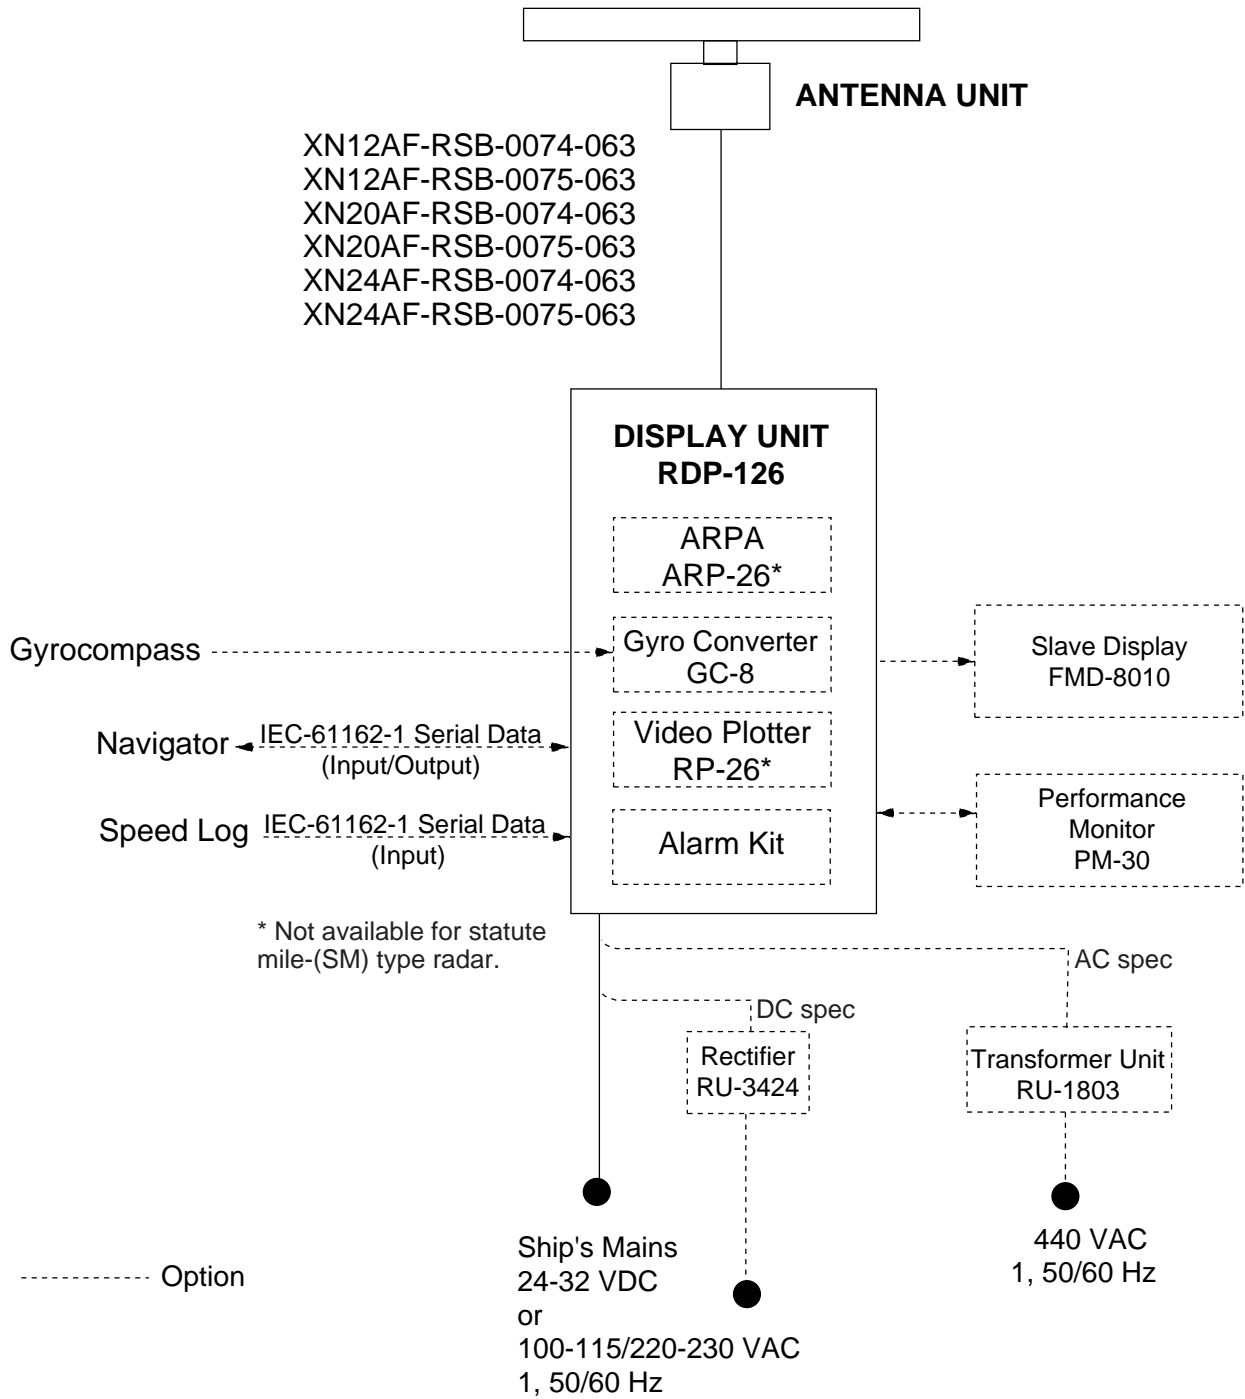 ANTENNA UNIT
XN12AF-RSB-0074-063
XN12AF-RSB-0075-063
XN20AF-RSB-0074-063
XN20AF-RSB-0075-063
XN24AF-RSB-0074-063
XN24AF-RSB-0075-063
DISPLAY UNIT
RDP-126
ARPA
ARP-26*
Gyrocompass
Gyro Converter
GC-8
Slave Display
FMD-8010
Navigator
IEC-61162-1 Serial Data
(Input/Output)
Video Plotter
RP-26*
Speed Log
IEC-61162-1 Serial Data
(Input)
Alarm Kit
Performance
Monitor
PM-30
* Not available for statute
mile-(SM) type radar.
AC spec
DC spec
Rectifier
RU-3424
Transformer Unit
RU-1803
Ship's Mains
24-32 VDC
or
100-115/220-230 VAC
1, 50/60 Hz
440 VAC
1, 50/60 Hz
Option